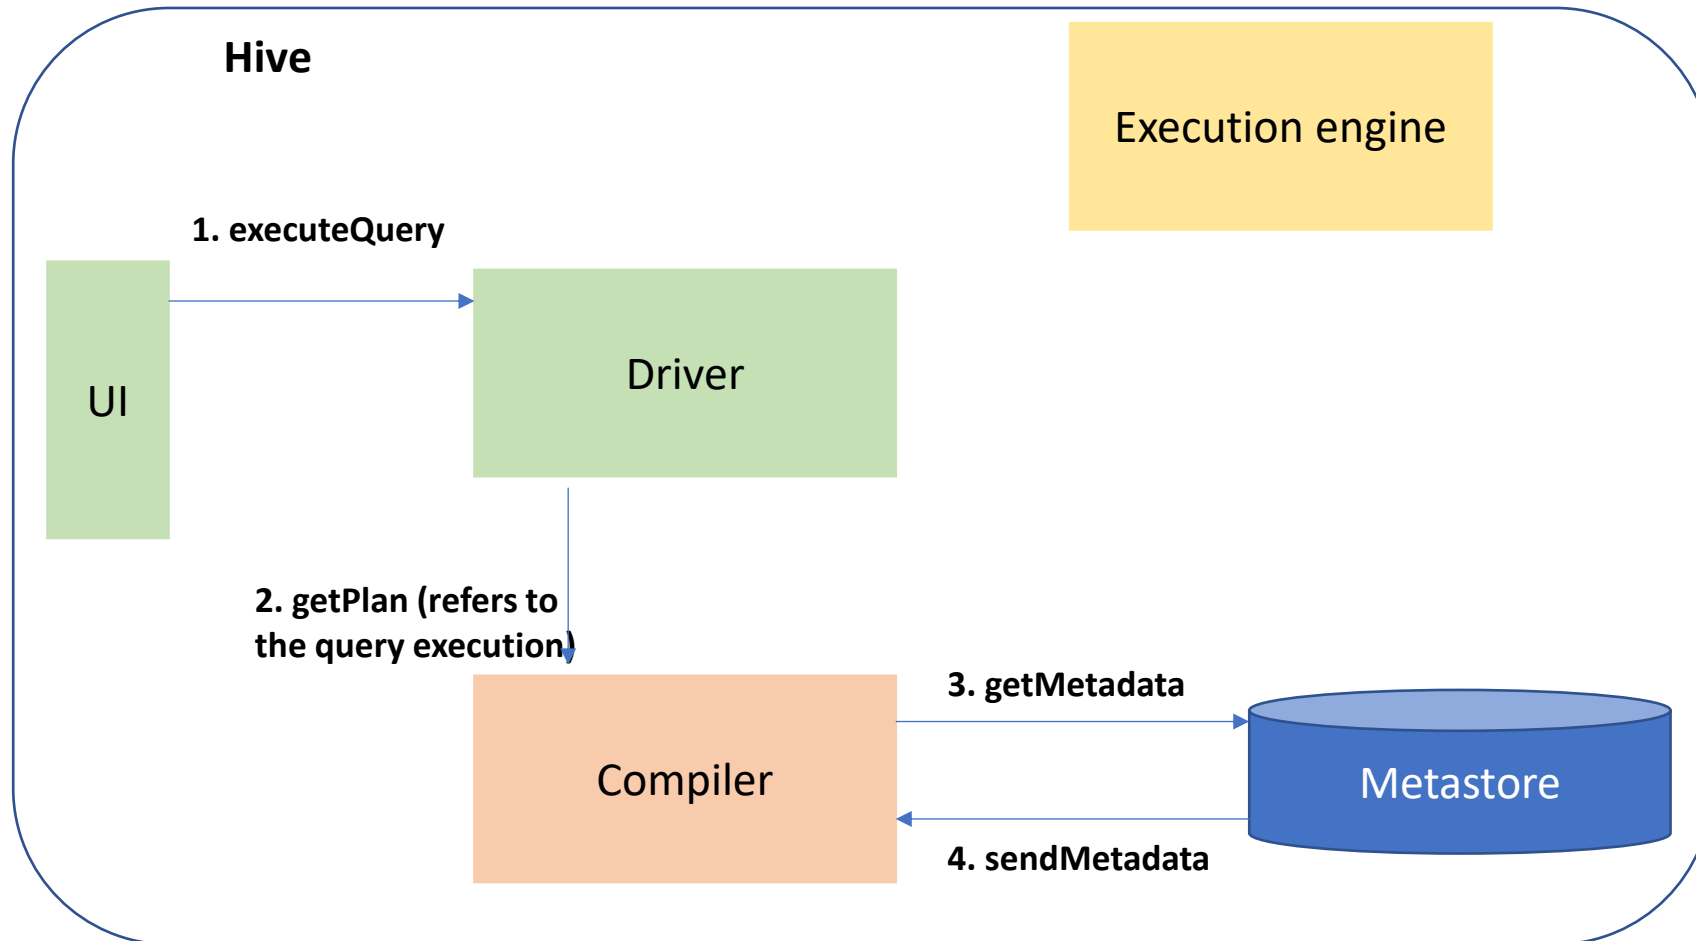 Hive
Execution engine
1. executeQuery
UI
Driver
2. getPlan (refers to
the query execution)
3. getMetadata
Compiler
Metastore
4. sendMetadata